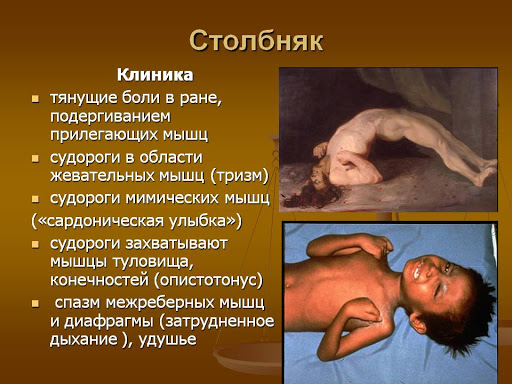 Столбняк
Клиника
тянущие боли в ране,
подергиванием
прилегающих мышц
судороги в области
жевательных мышц (тризм)
судороги мимических мышц
(«сардоническая улыбка»)
судороги захватывают
мышцы туловища,
конечностей (опистотонус)
спазм межреберных мышц
и диафрагмы (затрудненное
дыхание ), удушье